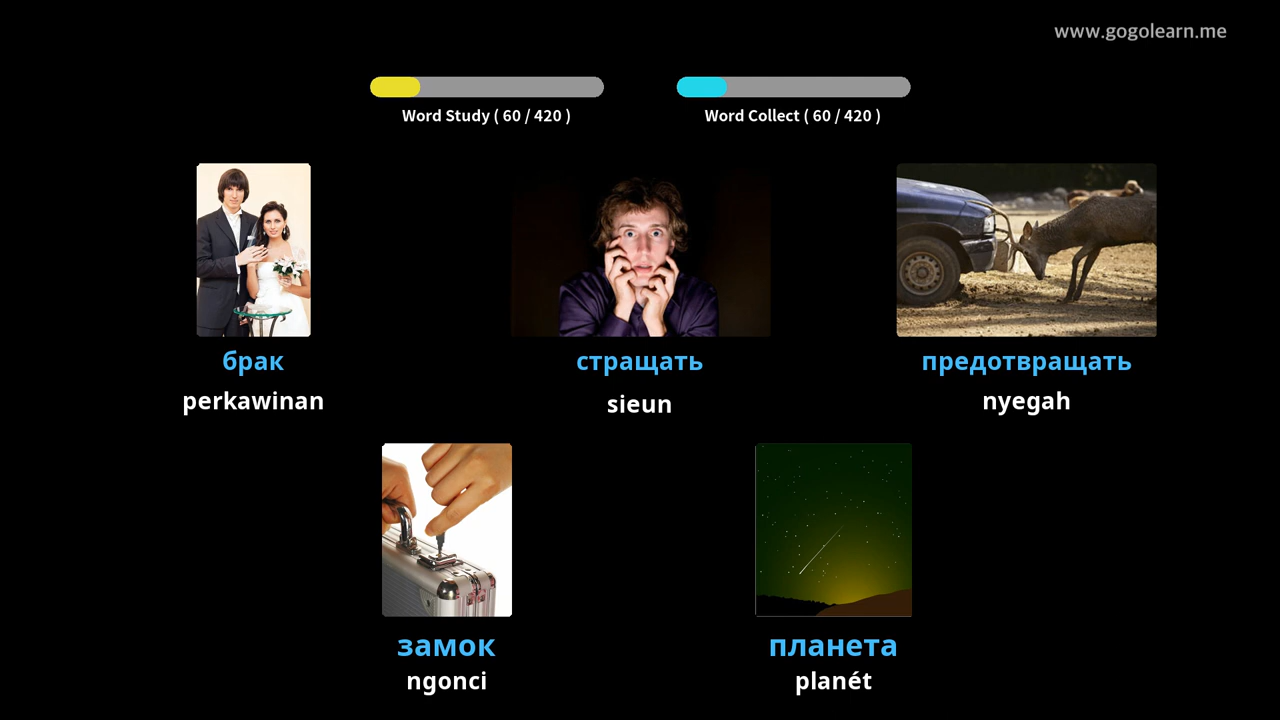 www.gogolearn.me
Word Study ( 60 / 420 )
Word Collect ( 60 / 420 )
брак
perkawinan
стращать
sieun
предотвращать
nyegah
замок
ngonci
планета
planét